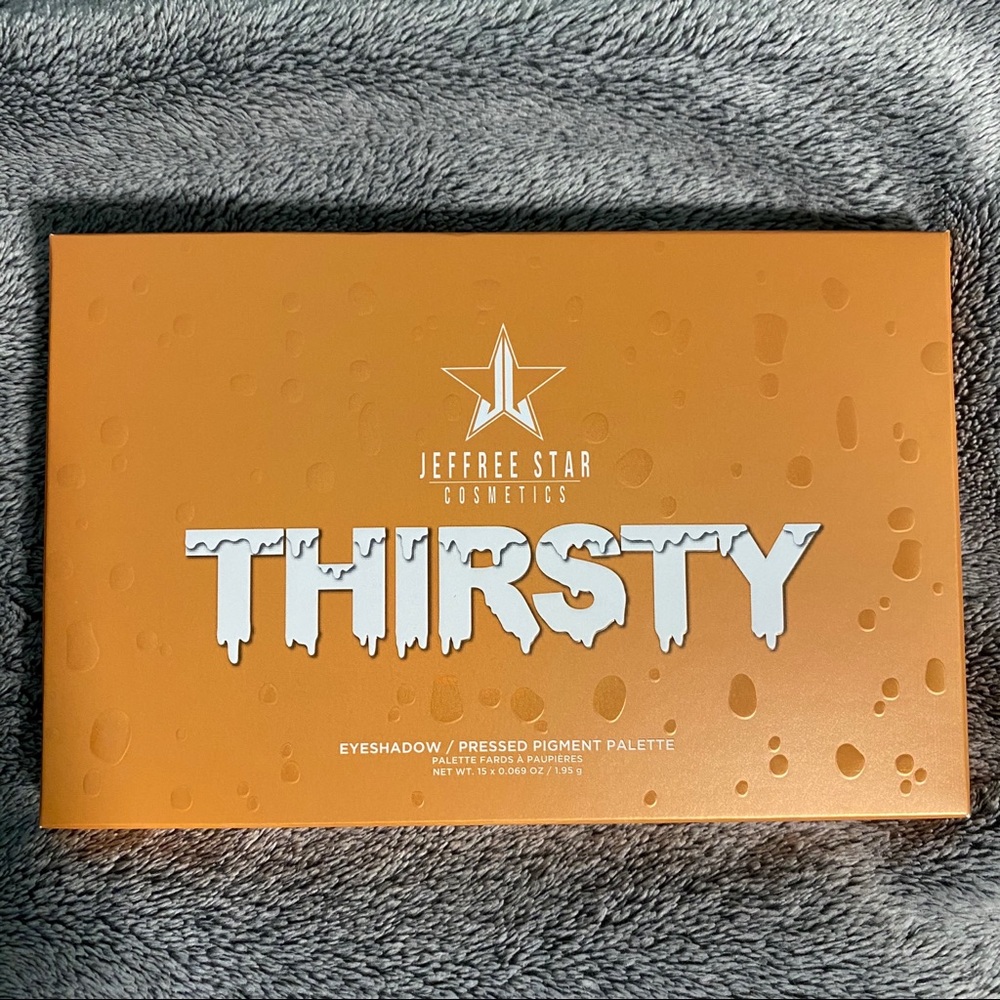 JEFFREE STAR
COSMETICS
THIRSTY
EYESHADOW / PRESSED PIGMENT PALETTE
PALETTE FARDS À PAUPIÈRES
NET WT. 15 x 0.069 OZ / 1.95 g